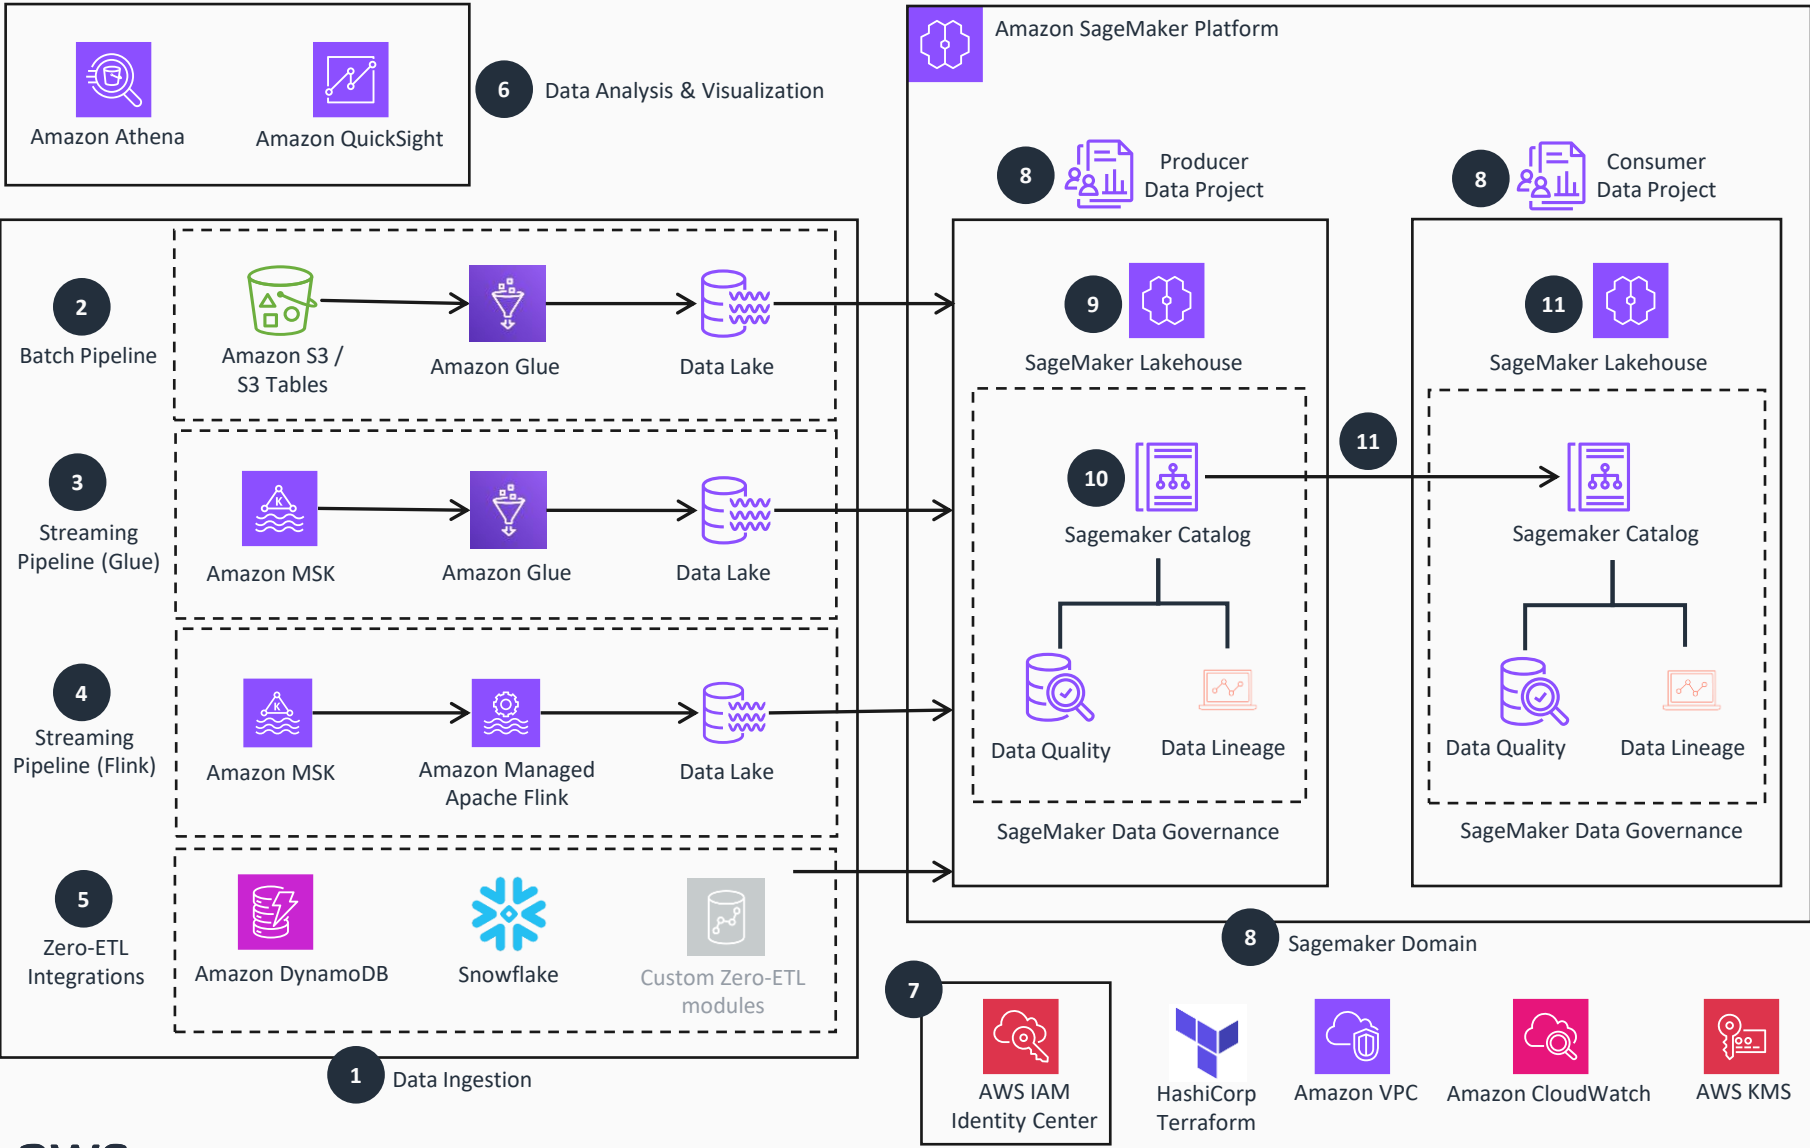 Amazon Athena
Amazon QuickSight
6
Data Analysis & Visualization
Amazon SageMaker Platform
8
Producer
Data Project
8
Consumer
Data Project
2
Batch Pipeline
Amazon S3 /
S3 Tables
Amazon Glue
Data Lake
3
Streaming
Pipeline (Glue)
K
Amazon MSK
Amazon Glue
Data Lake
4
Streaming
Pipeline (Flink)
K
Amazon MSK
Amazon Managed
Apache Flink
Data Lake
5
Zero-ETL
Integrations
Amazon DynamoDB
Snowflake
Custom Zero-ETL
modules
1
Data Ingestion
9
SageMaker Lakehouse
10
Sagemaker Catalog
Data Quality
Data Lineage
SageMaker Data Governance
11
11
SageMaker Lakehouse
Sagemaker Catalog
Data Quality
Data Lineage
SageMaker Data Governance
8
Sagemaker Domain
7
AWS IAM
Identity Center
HashiCorp
Terraform
Amazon VPC
Amazon CloudWatch
AWS KMS